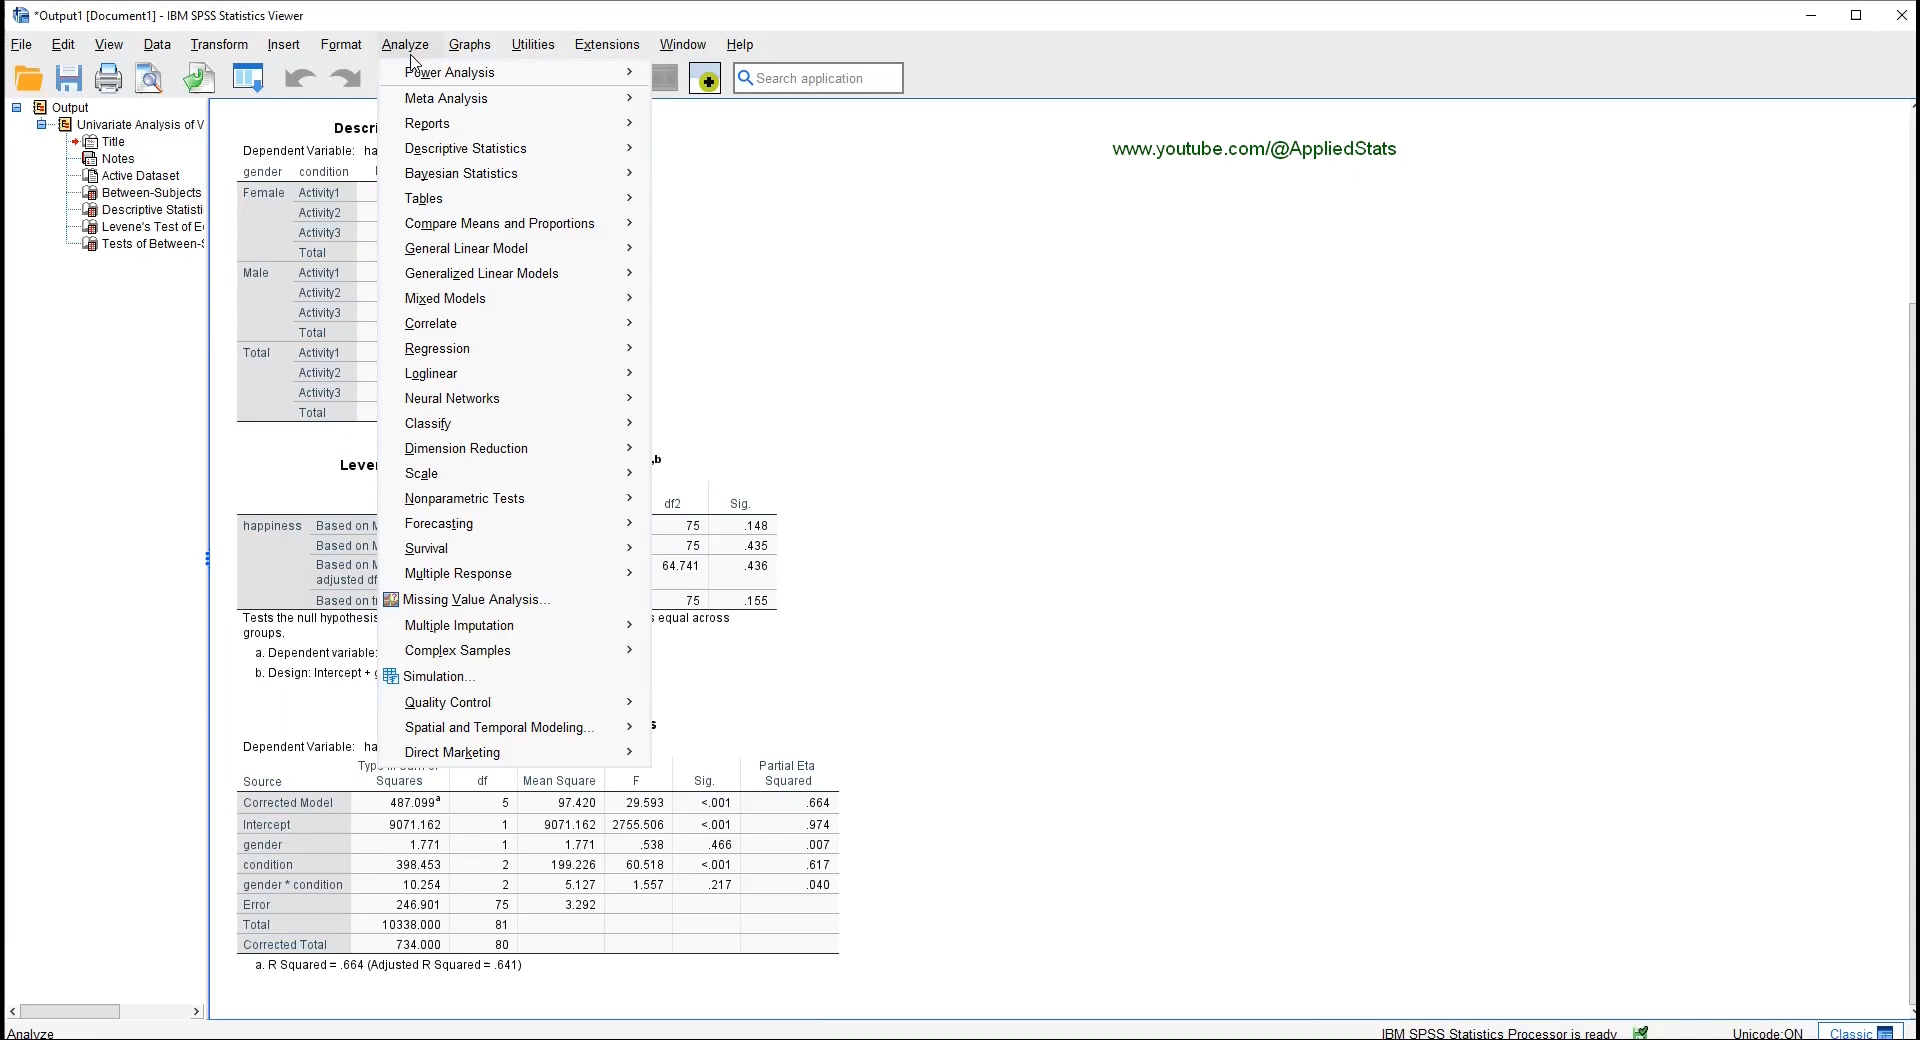 *Output1 [Document1] - IBM SPSS Statistics Viewer
File Edit View Data Transform Insert Format Analyze Graphs Utilities Extensions Window Help
Search application
Output
Univariate Analysis of V
Title
Notes
Active Dataset
Between-Subjects
Descriptive Statisti
Levene's Test of E
Tests of Between-S
Power Analysis
Meta Analysis
Reports
Descriptive Statistics
Bayesian Statistics
Tables
Compare Means and Proportions
General Linear Model
Generalized Linear Models
Mixed Models
Correlate
Regression
Loglinear
Neural Networks
Classify
Dimension Reduction
Scale
Nonparametric Tests
Forecasting
Survival
Multiple Response
Missing Value Analysis...
Multiple Imputation
Complex Samples
Simulation...
Quality Control
Spatial and Temporal Modeling...
Direct Marketing
www.youtube.com/@AppliedStats
Descri
Dependent Variable: ha
gender condition
Female Activity1
Activity2
Activity3
Total
Male Activity1
Activity2
Activity3
Total
Total Activity1
Activity2
Activity3
Total
Lever ,b
df2 Sig.
happiness Based on M 75 .148
Based on M 75 .435
Based on M 64.741 .436
adjusted df
Based on tr 75 .155
Tests the null hypothesis s equal across
groups.
a. Dependent variable:
b. Design: Intercept + g
s
Dependent Variable: ha
Source Type III Sum of Squares df Mean Square F Sig. Partial Eta Squared
Corrected Model 487.099a 5 97.420 29.593 <.001 .664
Intercept 9071.162 1 9071.162 2755.506 <.001 .974
gender 1.771 1 1.771 .538 .466 .007
condition 398.453 2 199.226 60.518 <.001 .617
gender * condition 10.254 2 5.127 1.557 .217 .040
Error 246.901 75 3.292
Total 10338.000 81
Corrected Total 734.000 80
a. R Squared = .664 (Adjusted R Squared = .641)
Analyze IBM SPSS Statistics Processor is ready Unicode:ON Classic